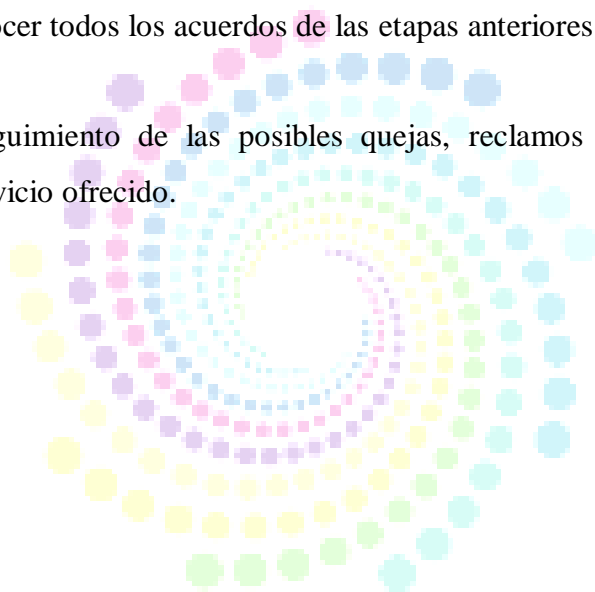 ocer todos los acuerdos de las etapas anteriores
guimiento de las posibles quejas, reclamos
vicio ofrecido.